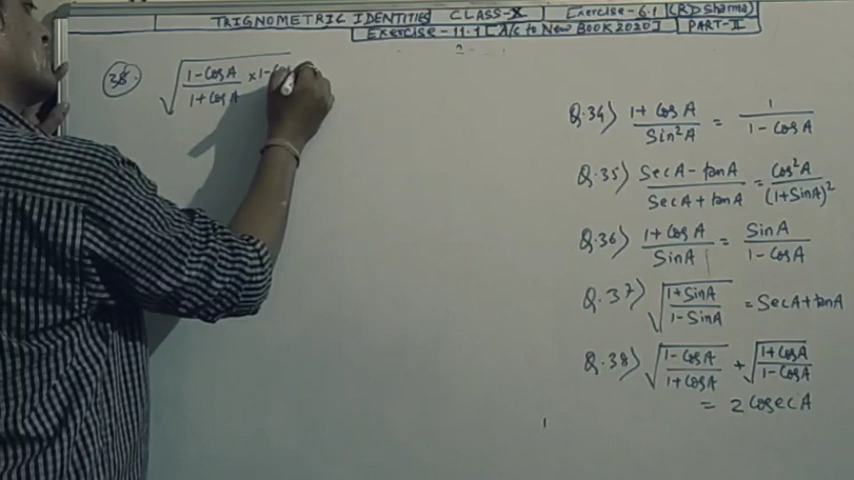 TRIGNOMETRIC IDENTITIES CLASS-X Exercise-6.1 (RD Sharma)
Exercise-11.1 [A/c to New BOOK 2020] PART-II
38. √((1-CosA)/(1+CosA) × 1-Cos
Q.34) (1+CosA)/(Sin²A) = 1/(1-CosA)
Q.35) (SecA-tanA)/(SecA+tanA) = Cos²A/(1+SinA)²
Q.36) (1+CosA)/(SinA) = SinA/(1-CosA)
Q.37) √((1+SinA)/(1-SinA)) = SecA+tanA
Q.38) √((1-CosA)/(1+CosA)) + √((1+CosA)/(1-CosA))
= 2CosecA